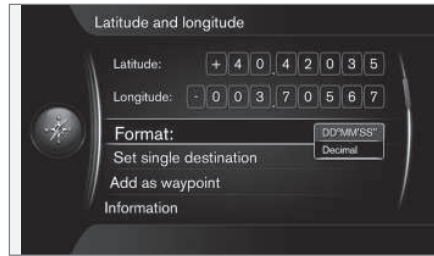 Latitude and longitude
Latitude: +40.42035
Longitude: -003.70567
Format: DD°MM'SS"
Decimal
Set single destination
Add as waypoint
Information